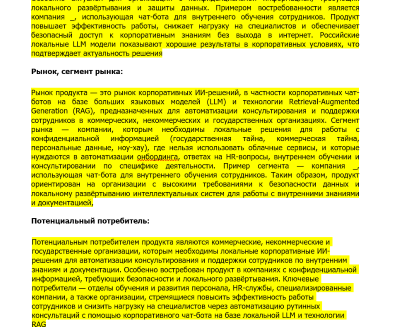 локального развёртывания и защиты данных. Примером востребованности является
компания _, использующая чат-бота для внутреннего обучения сотрудников. Продукт
повышает эффективность работы, снижает нагрузку на специалистов и обеспечивает
безопасный доступ к корпоративным знаниям без выхода в интернет. Российские
локальные LLM модели показывают хорошие результаты в корпоративных условиях, что
подтверждает актуальность решения
Рынок, сегмент рынка:
Рынок продукта — это рынок корпоративных ИИ-решений, в частности корпоративных чат-
ботов на базе больших языковых моделей (LLM) и технологии Retrieval-Augmented
Generation (RAG), предназначенных для автоматизации консультирования и поддержки
сотрудников в коммерческих, некоммерческих и государственных организациях. Сегмент
рынка — компании, которым необходимы локальные решения для работы с
конфиденциальной информацией (государственная тайна, коммерческая тайна,
персональные данные, ноу-хау), где нельзя использовать облачные сервисы, и которые
нуждаются в автоматизации онбординга, ответах на HR-вопросы, внутреннем обучении и
консультировании по специфике деятельности. Пример сегмента — компания _,
использующая чат-бота для внутреннего обучения сотрудников. Таким образом, продукт
ориентирован на организации с высокими требованиями к безопасности данных и
локальному развёртыванию интеллектуальных систем для работы с внутренними знаниями
и документацией,
Потенциальный потребитель:
Потенциальным потребителем продукта являются коммерческие, некоммерческие и
государственные организации, которым необходимы локальные корпоративные ИИ-
решения для автоматизации консультирования и поддержки сотрудников по внутренним
знаниям и документации. Особенно востребован продукт в компаниях с конфиденциальной
информацией, требующих безопасности и локального развёртывания. Ключевые
потребители — отделы обучения и развития персонала, HR-службы, специализированные
компании, а также организации, стремящиеся повысить эффективность работы
сотрудников и снизить нагрузку на специалистов через автоматизацию рутинных
консультаций с помощью корпоративного чат-бота на базе локальной LLM и технологии
RAG